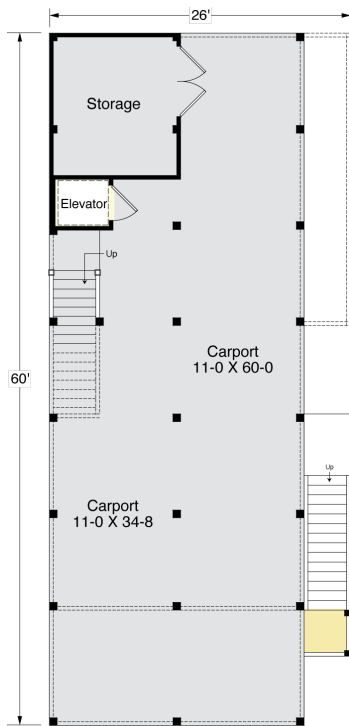 26'
Storage
Elevator
Up
60'
Carport
11-0 X 60-0
Up
Carport
11-0 X 34-8